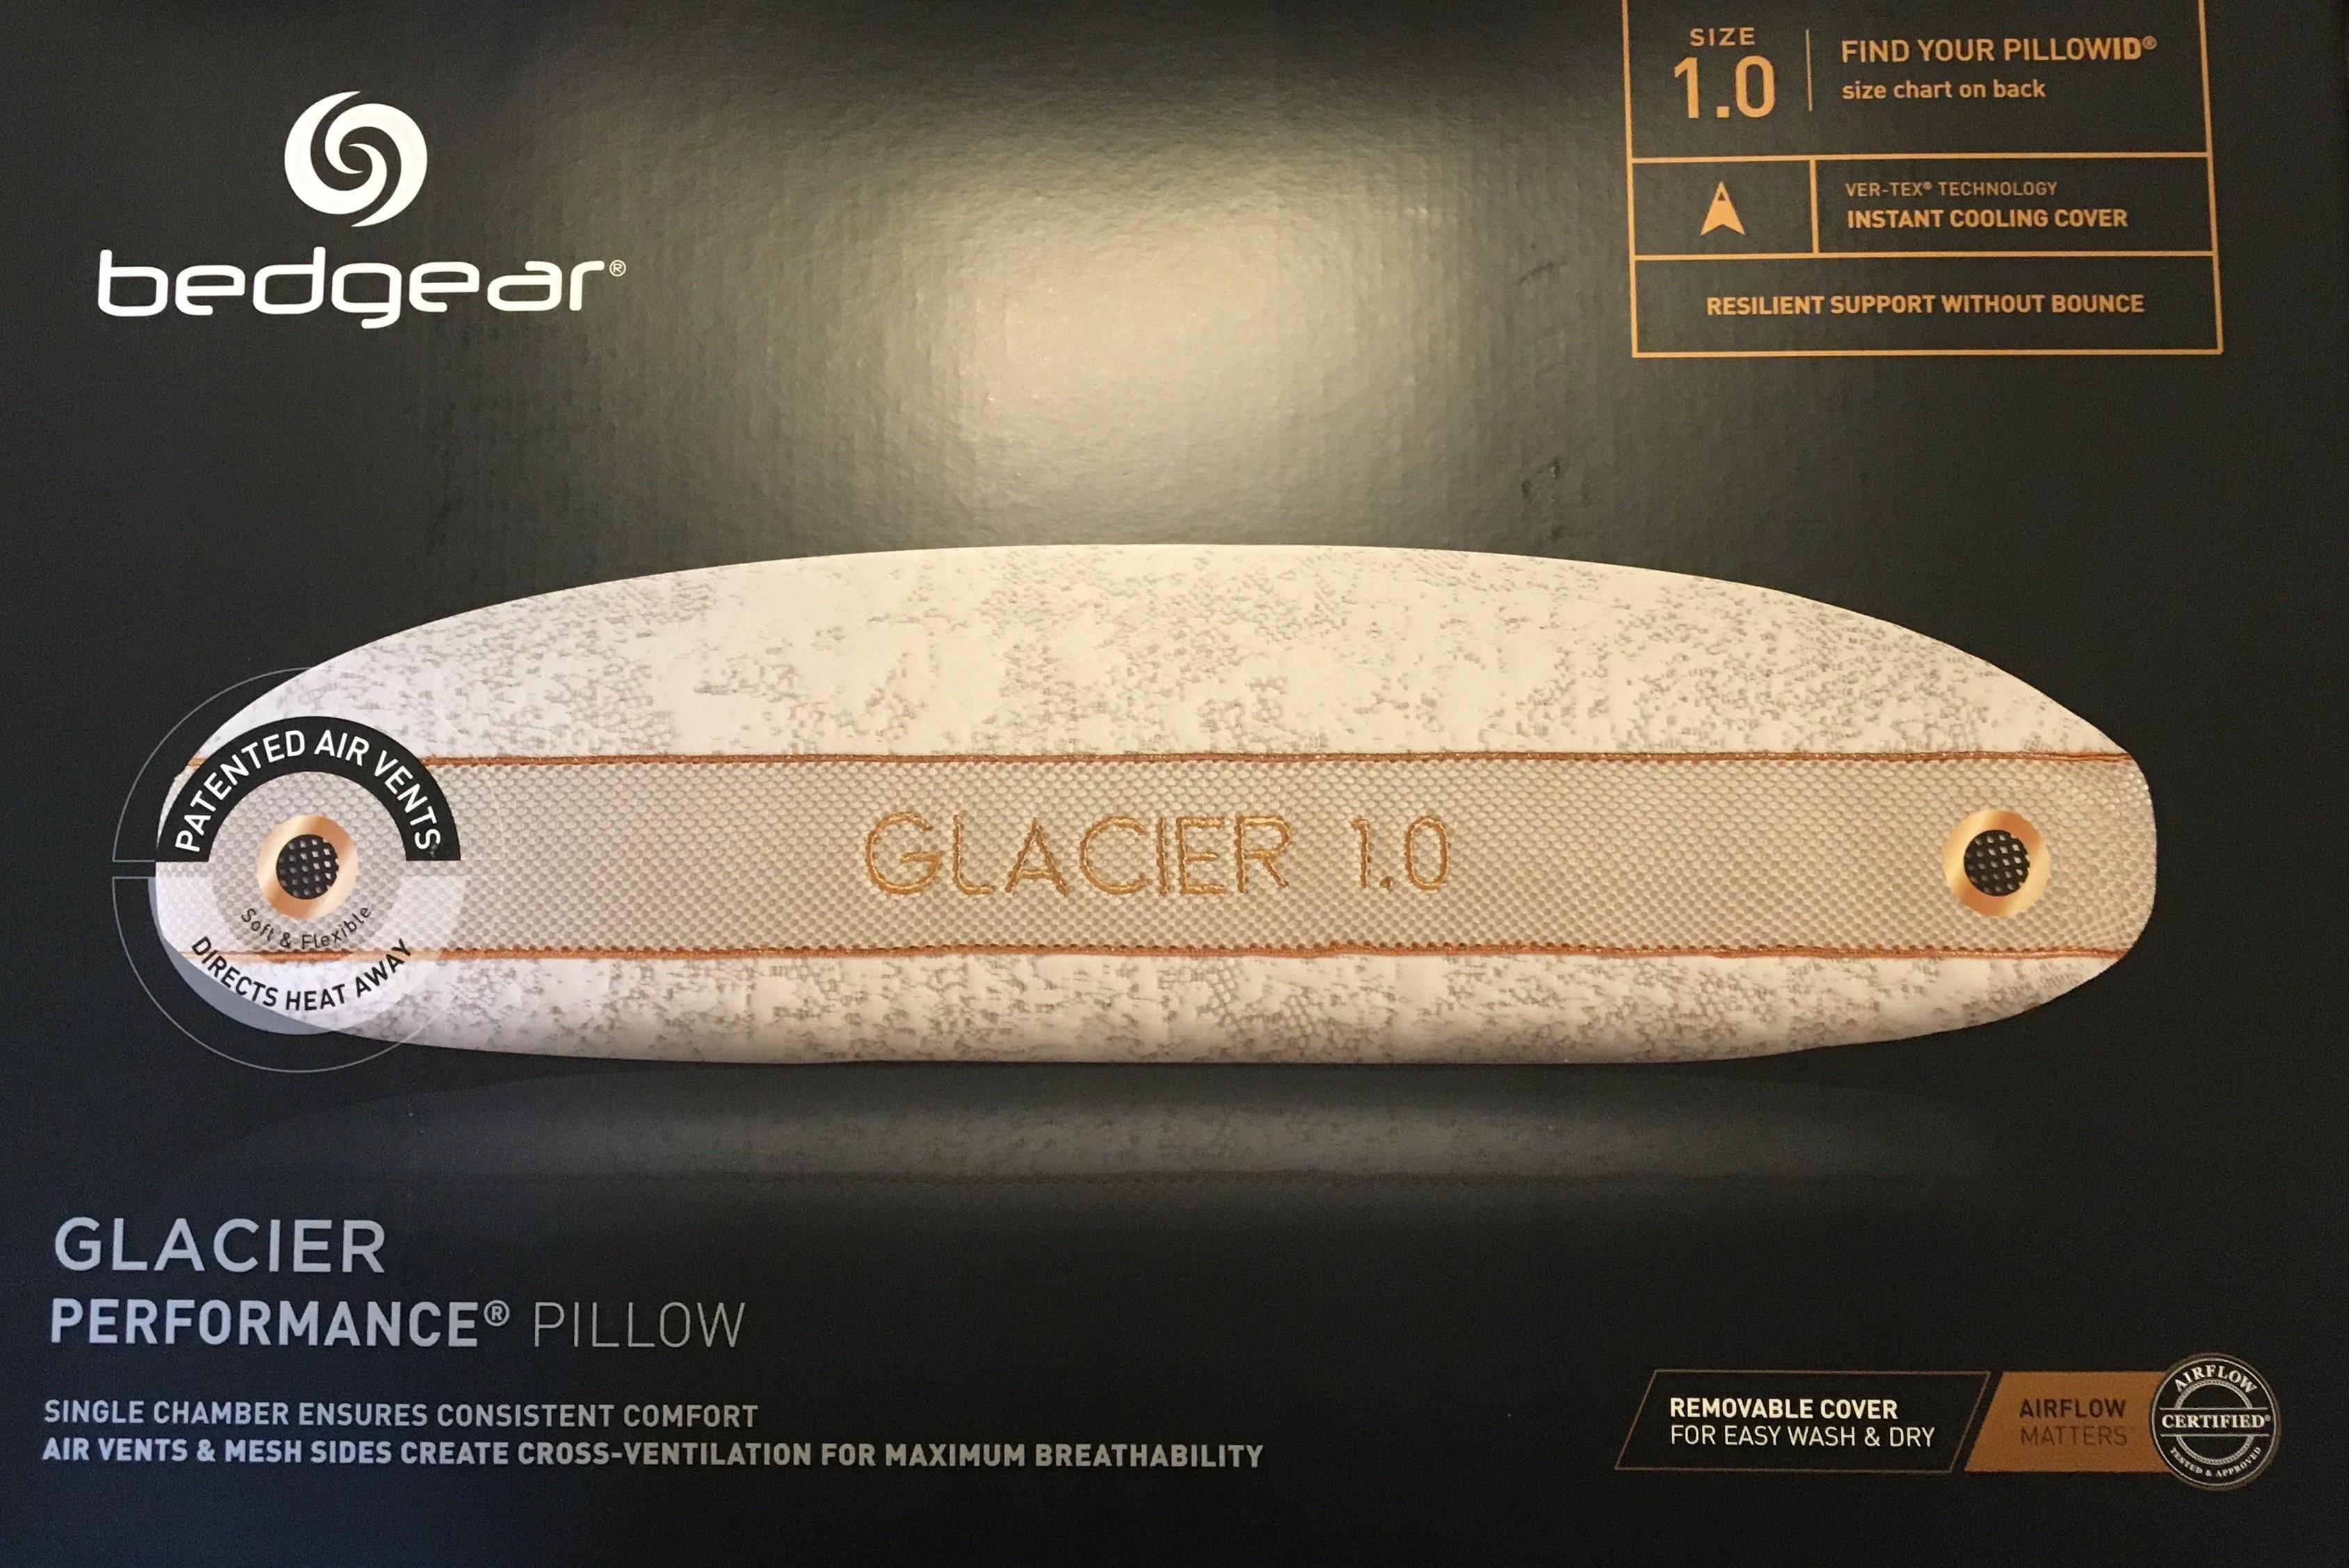 bedgear®
SIZE
1.0
FIND YOUR PILLOWID®
size chart on back
VER-TEX® TECHNOLOGY
INSTANT COOLING COVER
RESILIENT SUPPORT WITHOUT BOUNCE
PATENTED AIR VENTS
Soft & Flexible
DIRECTS HEAT AWAY
GLACIER 1.0
GLACIER
PERFORMANCE® PILLOW
SINGLE CHAMBER ENSURES CONSISTENT COMFORT
AIR VENTS & MESH SIDES CREATE CROSS-VENTILATION FOR MAXIMUM BREATHABILITY
REMOVABLE COVER
FOR EASY WASH & DRY
AIRFLOW
MATTERS™
AIRFLOW
CERTIFIED®
TESTED & APPROVED